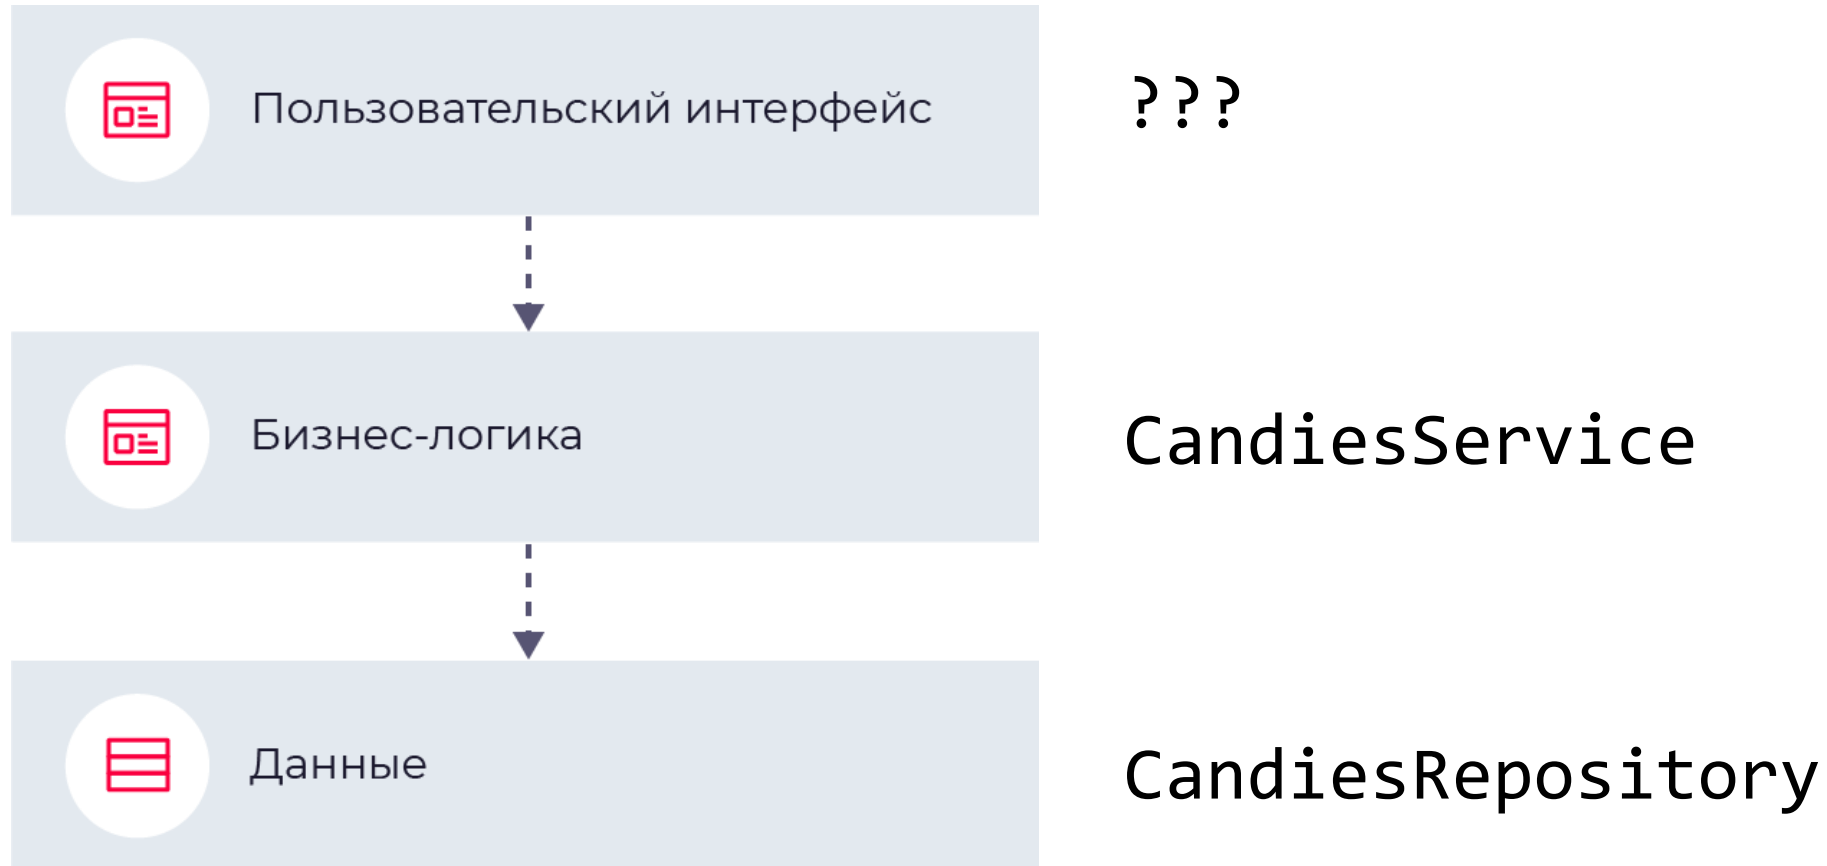 Пользовательский интерфейс
???
Бизнес-логика
CandiesService
Данные
CandiesRepository